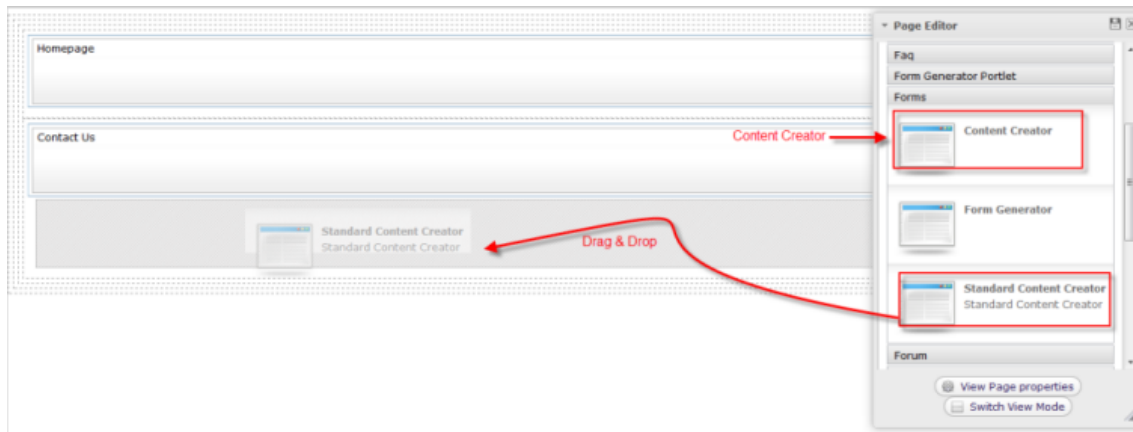 Homepage
Contact Us
Content Creator
Standard Content Creator
Standard Content Creator
Drag & Drop
Page Editor
Faq
Form Generator Portlet
Forms
Content Creator
Form Generator
Standard Content Creator
Standard Content Creator
Forum
View Page properties
Switch View Mode